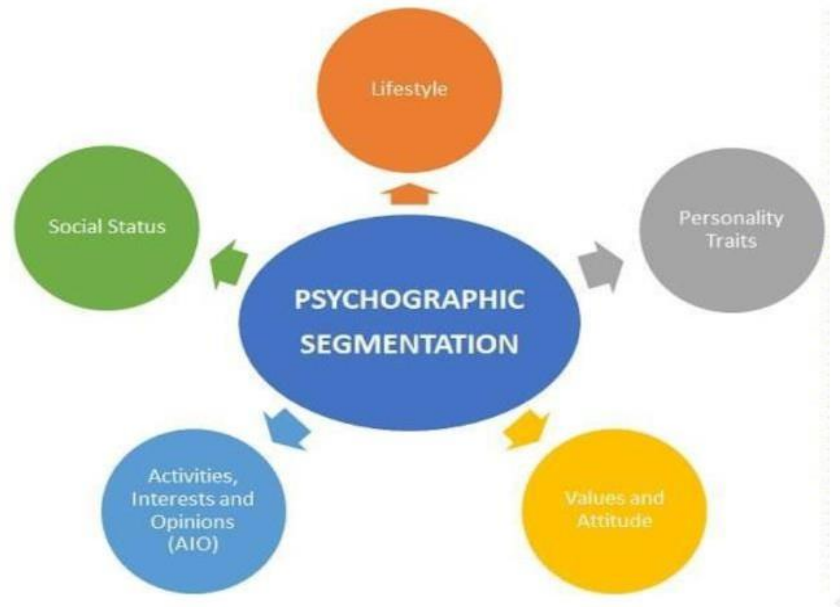 Lifestyle
Social Status
Personality
Traits
PSYCHOGRAPHIC
SEGMENTATION
Activities,
Interests and
Opinions
(AIO)
Values and
Attitude